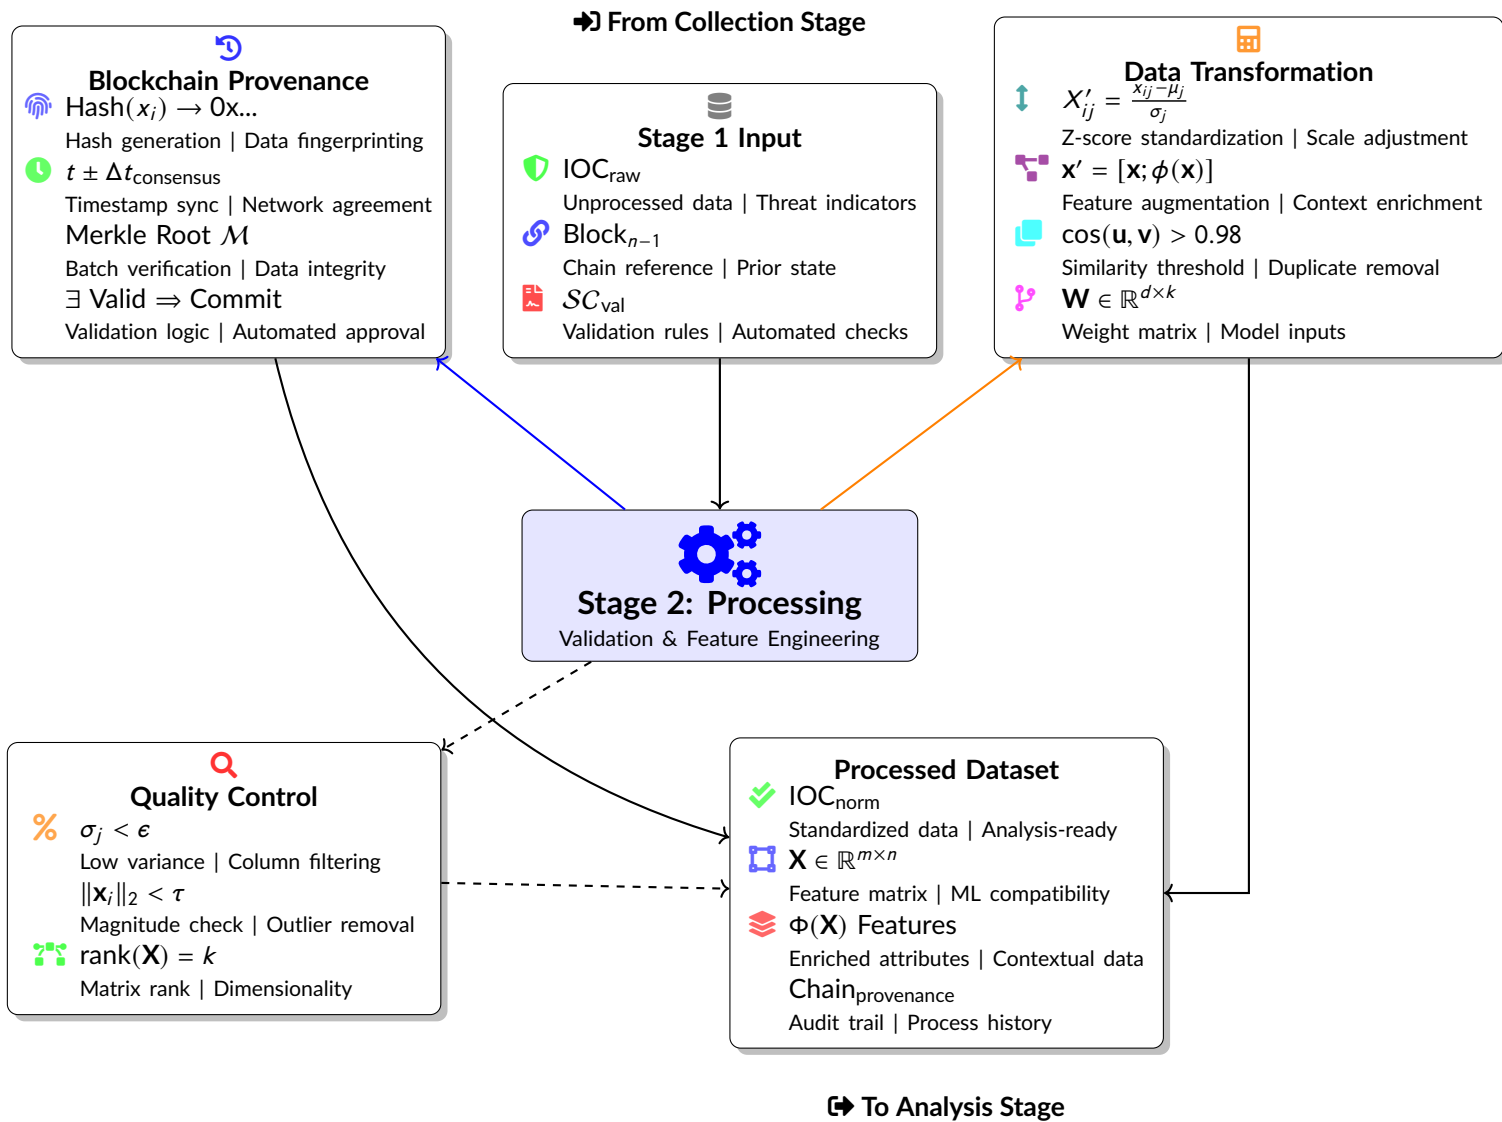 From Collection Stage
Blockchain Provenance
Hash(xᵢ) → 0x...
Hash generation | Data fingerprinting
t ± Δt_consensus
Timestamp sync | Network agreement
Merkle Root ℳ
Batch verification | Data integrity
∃ Valid ⇒ Commit
Validation logic | Automated approval
Stage 1 Input
IOC_raw
Unprocessed data | Threat indicators
Block_{n−1}
Chain reference | Prior state
𝒮𝒞_val
Validation rules | Automated checks
Data Transformation
X′_{ij} = (x_{ij}−μ_j)/σ_j
Z-score standardization | Scale adjustment
𝐱′ = [𝐱; ϕ(𝐱)]
Feature augmentation | Context enrichment
cos(𝐮, 𝐯) > 0.98
Similarity threshold | Duplicate removal
𝐖 ∈ ℝ^{d×k}
Weight matrix | Model inputs
Stage 2: Processing
Validation & Feature Engineering
Quality Control
σ_j < ϵ
Low variance | Column filtering
‖𝐱ᵢ‖₂ < τ
Magnitude check | Outlier removal
rank(𝐗) = k
Matrix rank | Dimensionality
Processed Dataset
IOC_norm
Standardized data | Analysis-ready
𝐗 ∈ ℝ^{m×n}
Feature matrix | ML compatibility
Φ(𝐗) Features
Enriched attributes | Contextual data
Chain_provenance
Audit trail | Process history
To Analysis Stage